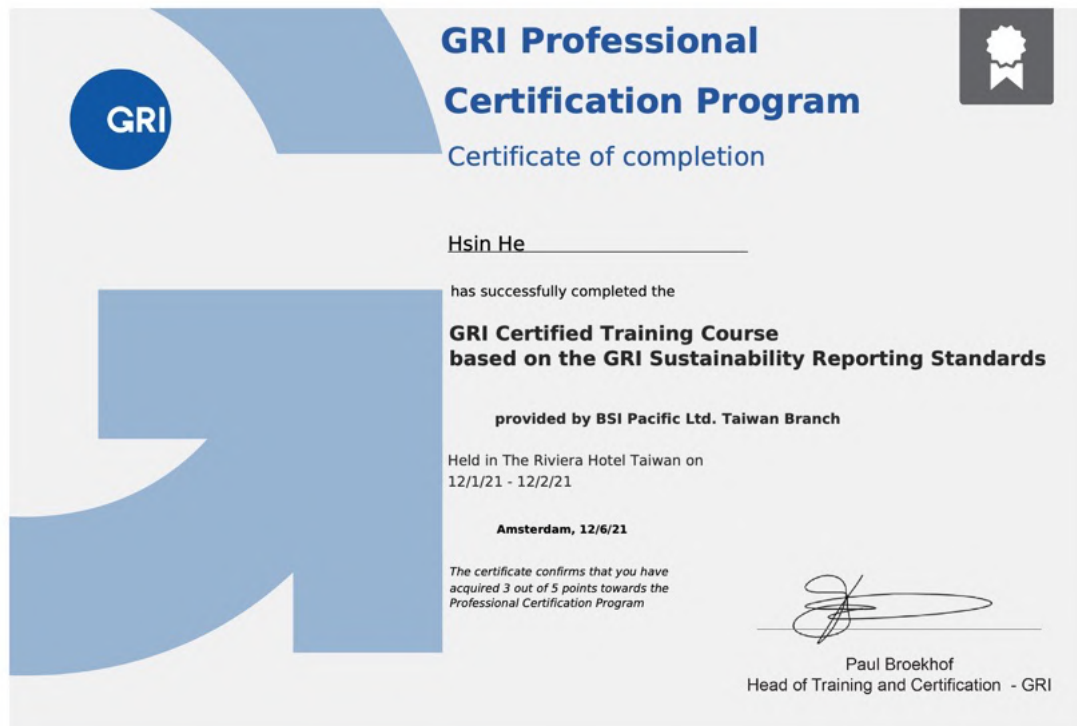 GRI
GRI Professional
Certification Program
Certificate of completion
Hsin He
has successfully completed the
GRI Certified Training Course
based on the GRI Sustainability Reporting Standards
provided by BSI Pacific Ltd. Taiwan Branch
Held in The Riviera Hotel Taiwan on
12/1/21 - 12/2/21
Amsterdam, 12/6/21
The certificate confirms that you have
acquired 3 out of 5 points towards the
Professional Certification Program
Paul Broekhof
Head of Training and Certification - GRI